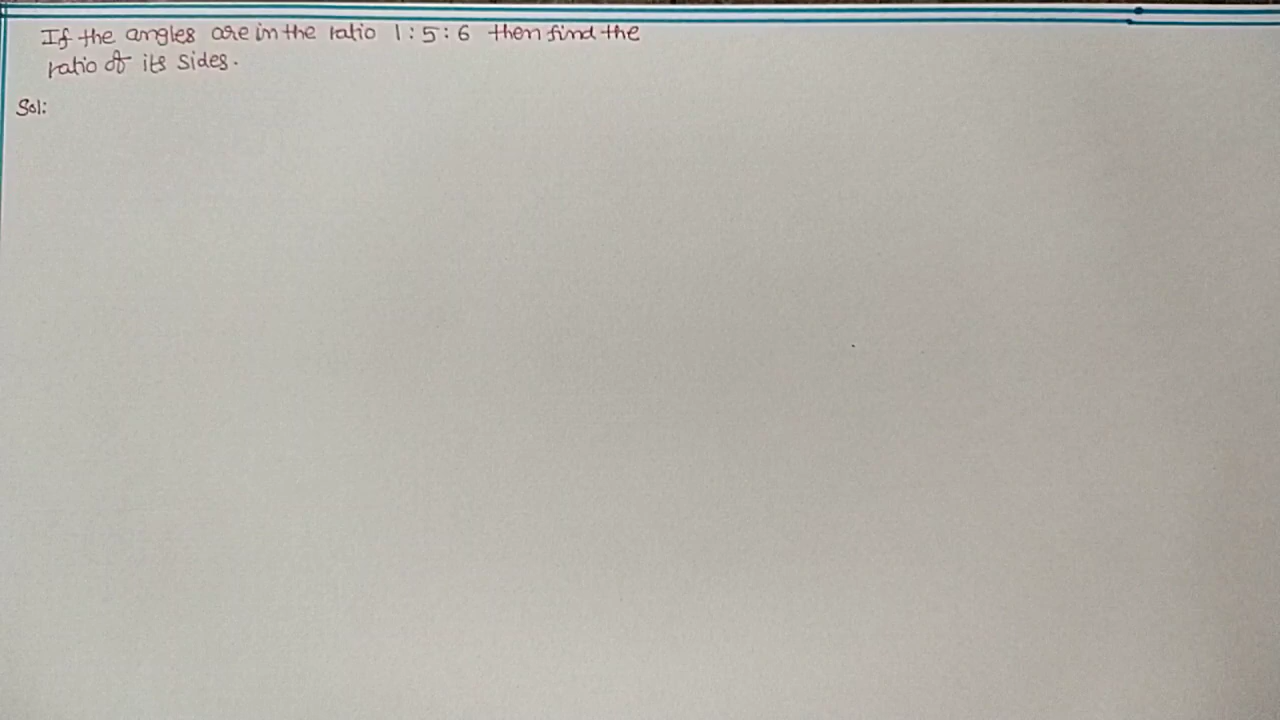 If the angles are in the ratio 1 : 5 : 6 then find the
ratio of its sides.
Sol: